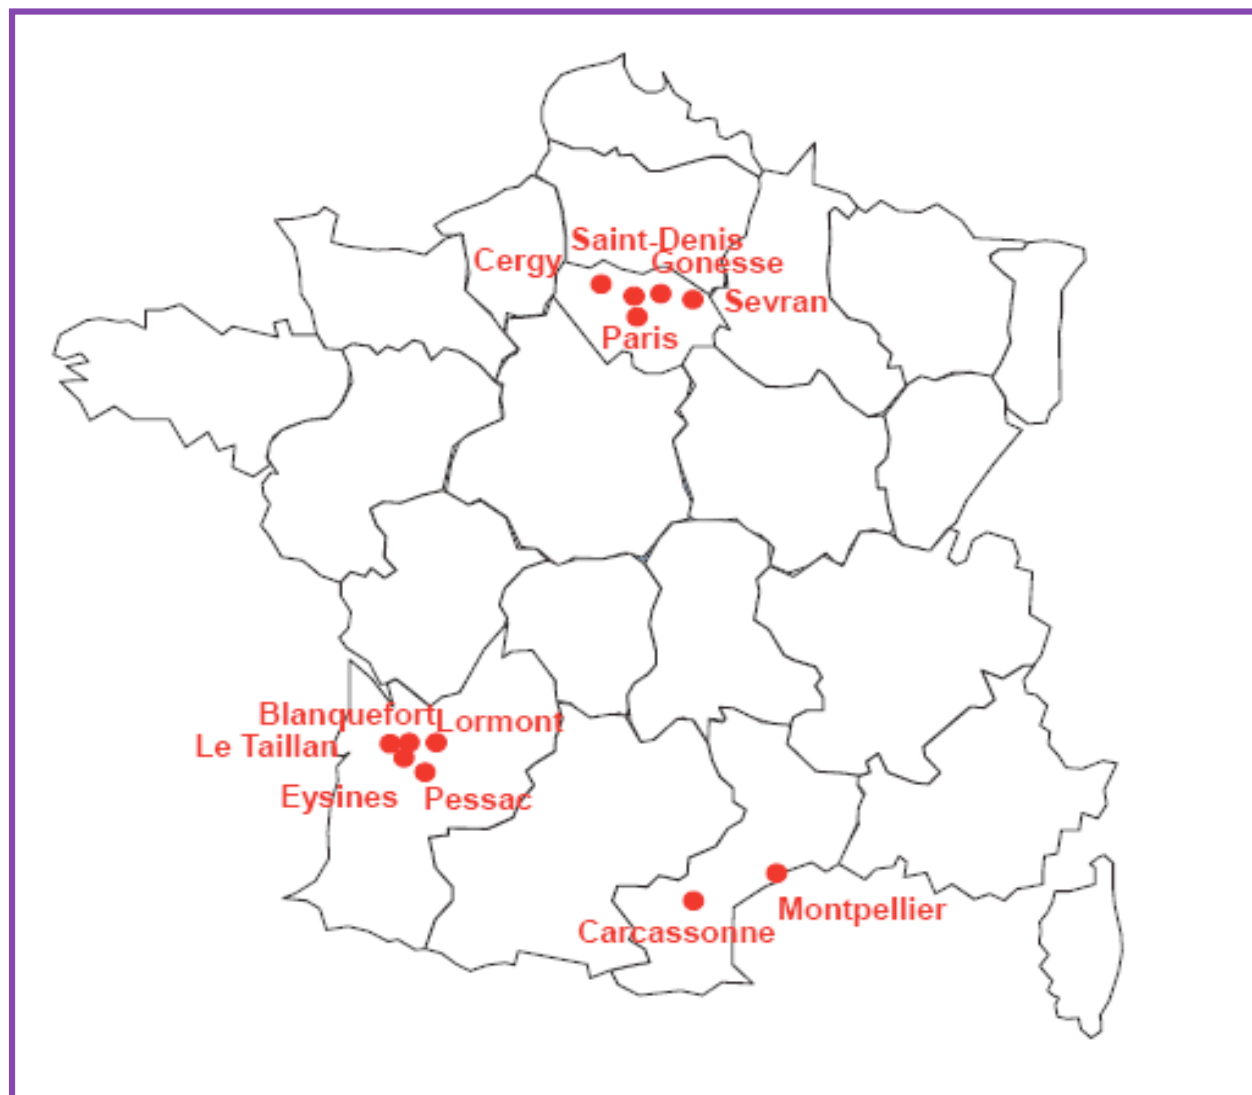 Saint-Denis
Cergy
Gonesse
Sevran
Paris
Blanquefort
Lormont
Le Taillan
Eysines
Pessac
Montpellier
Carcassonne